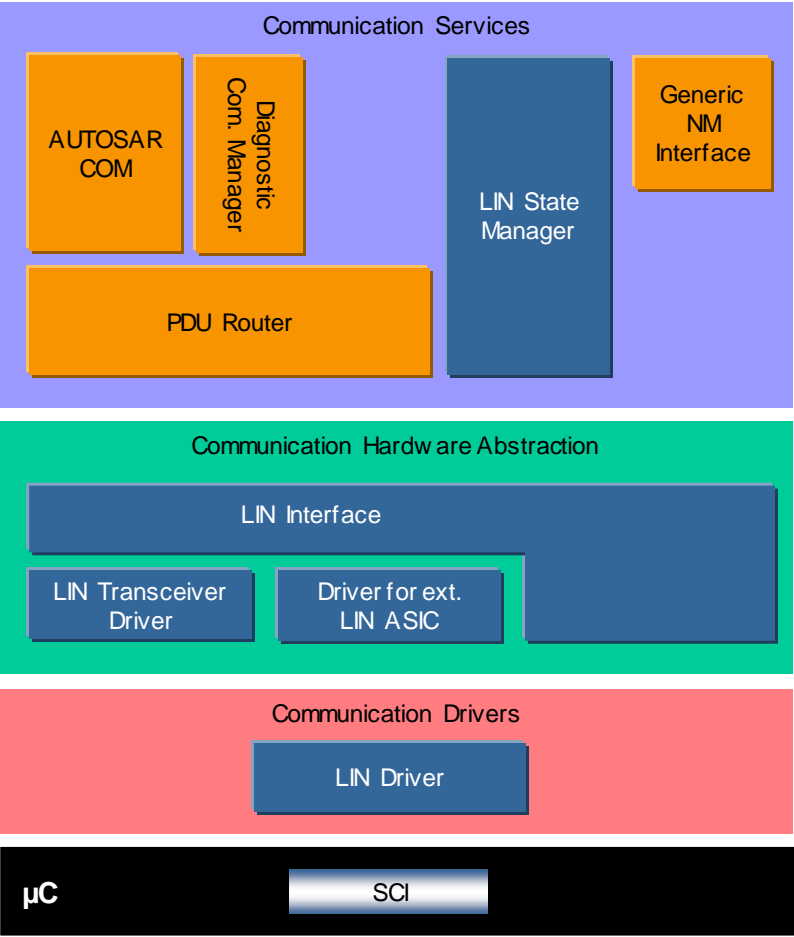 Communication Services
AUTOSAR
COM
Diagnostic
Com. Manager
LIN State
Manager
Generic
NM
Interface
PDU Router
Communication Hardware Abstraction
LIN Interface
LIN Transceiver
Driver
Driver for ext.
LIN ASIC
Communication Drivers
LIN Driver
µC
SCI